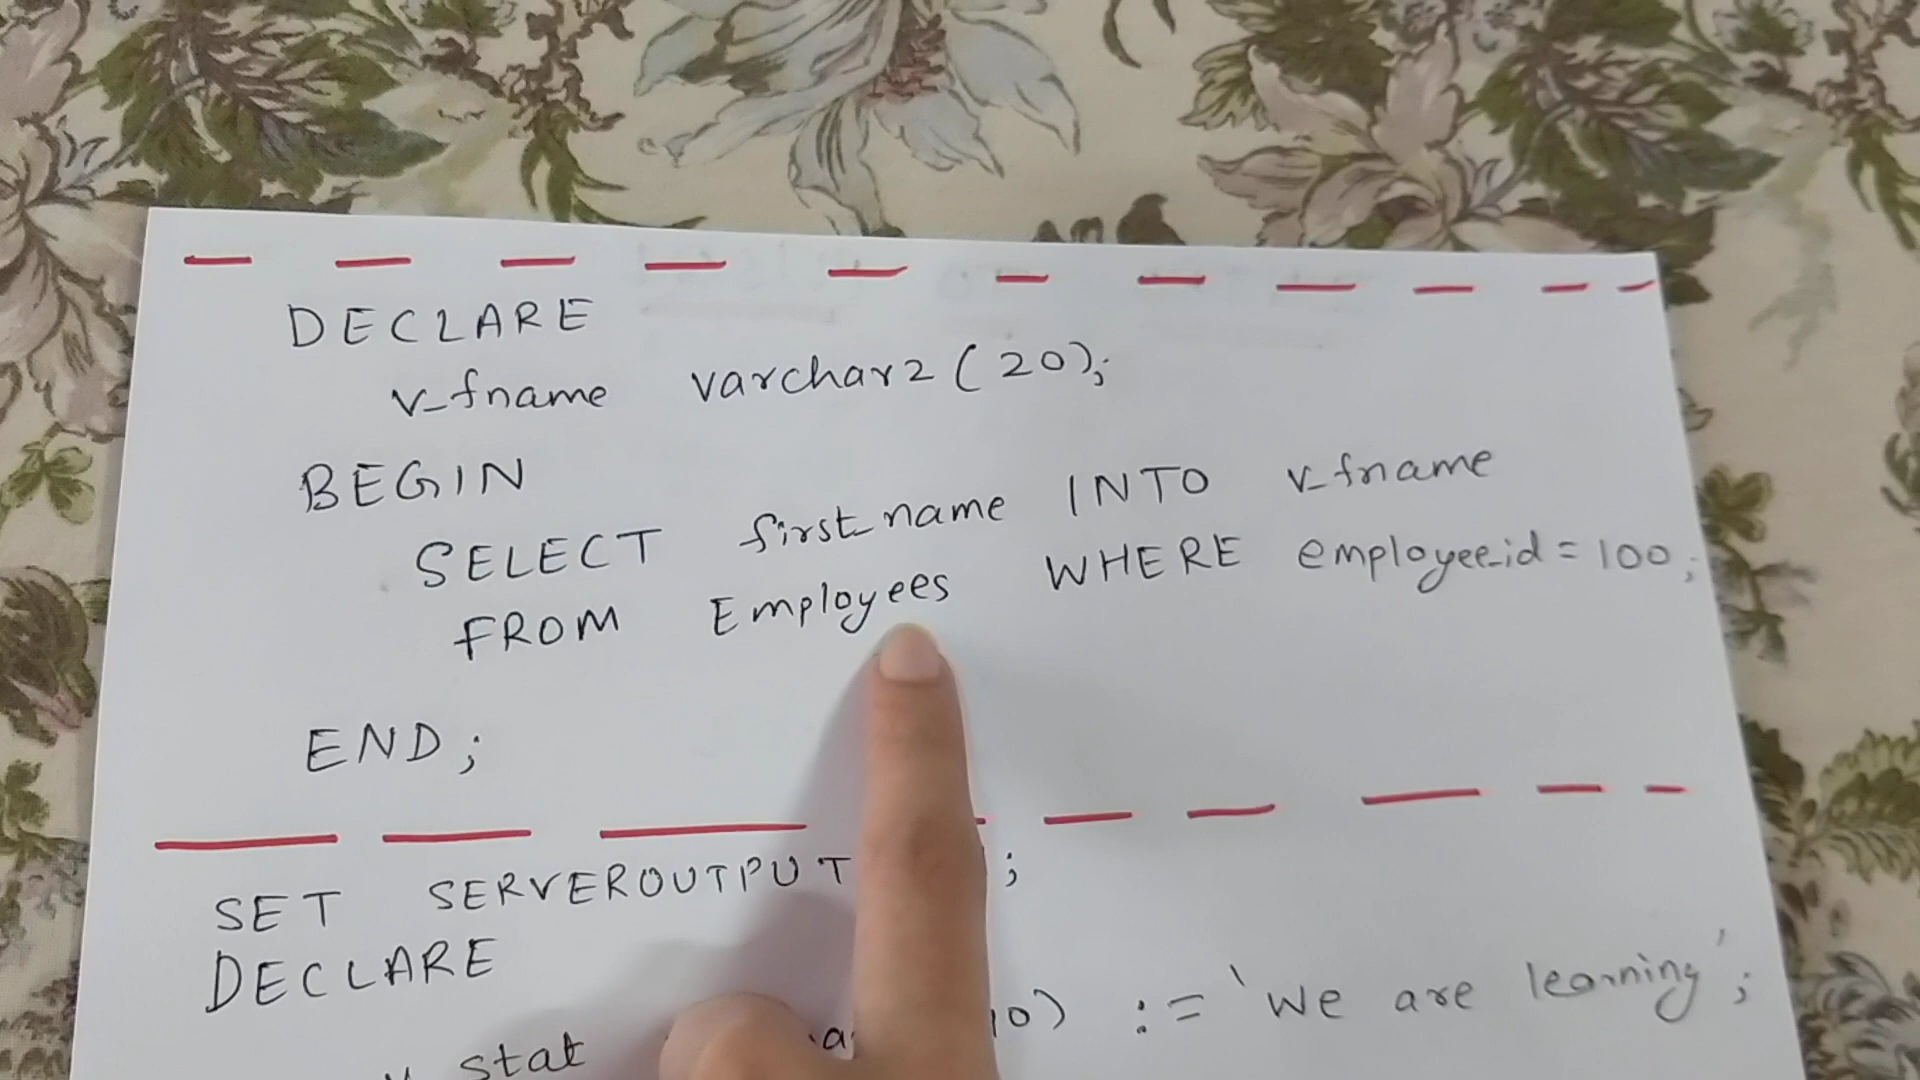 DECLARE
v_fname varchar2(20);
BEGIN
SELECT first_name INTO v_fname
FROM Employees WHERE employee_id = 100;
END;
SET SERVEROUTPUT ;
DECLARE
stat 10) := 'We are learning';